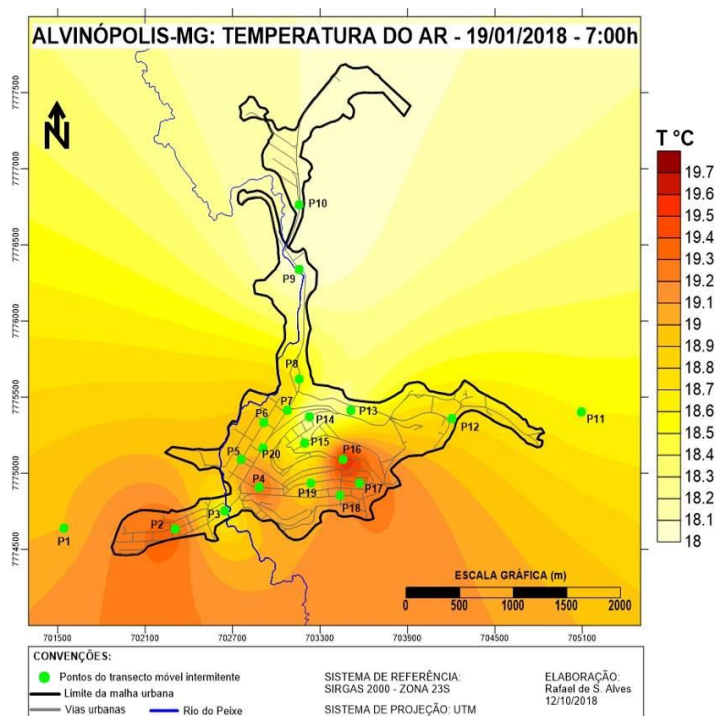 ALVINÓPOLIS-MG: TEMPERATURA DO AR - 19/01/2018 - 7:00h
7777500
7777000
7776500
7776000
7775500
7775000
7774500
N
P10
P9
P8
P7
P6
P14
P13
P12
P11
P5
P20
P15
P16
P4
P19
P17
P18
P3
P2
P1
T °C
19.7
19.6
19.5
19.4
19.3
19.2
19.1
19
18.9
18.8
18.7
18.6
18.5
18.4
18.3
18.2
18.1
18
ESCALA GRÁFICA (m)
0 500 1000 1500 2000
701500 702100 702700 703300 703900 704500 705100
CONVENÇÕES:
Pontos do transecto móvel intermitente
Limite da malha urbana
Vias urbanas Rio do Peixe
SISTEMA DE REFERÊNCIA:
SIRGAS 2000 - ZONA 23S
SISTEMA DE PROJEÇÃO: UTM
ELABORAÇÃO:
Rafael de S. Alves
12/10/2018